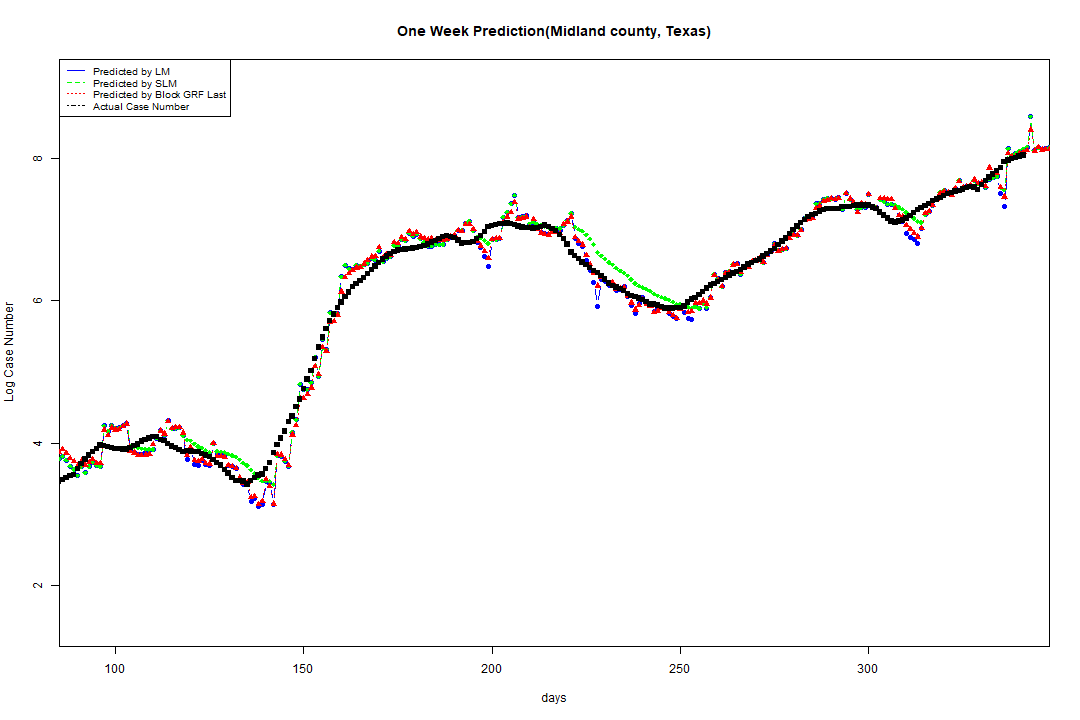 One Week Prediction(Midland county, Texas)
Predicted by LM
Predicted by SLM
Predicted by Block GRF Last
Actual Case Number
8
6
4
2
Log Case Number
100 150 200 250 300
days